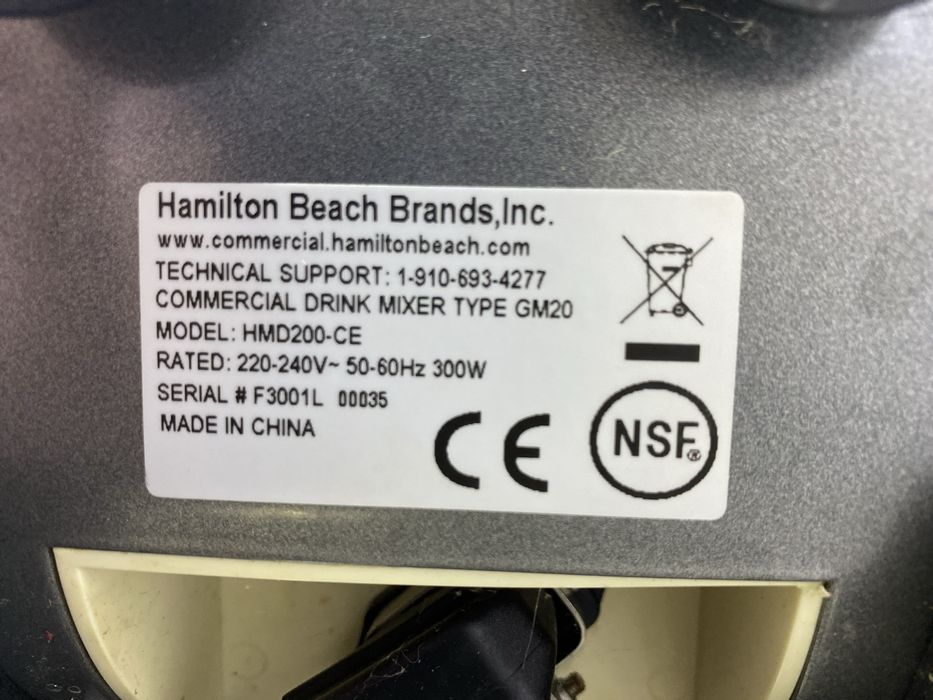 Hamilton Beach Brands,Inc.
www.commercial.hamiltonbeach.com
TECHNICAL SUPPORT: 1-910-693-4277
COMMERCIAL DRINK MIXER TYPE GM20
MODEL: HMD200-CE
RATED: 220-240V~ 50-60Hz 300W
SERIAL # F3001L 00035
MADE IN CHINA
CE
NSF®